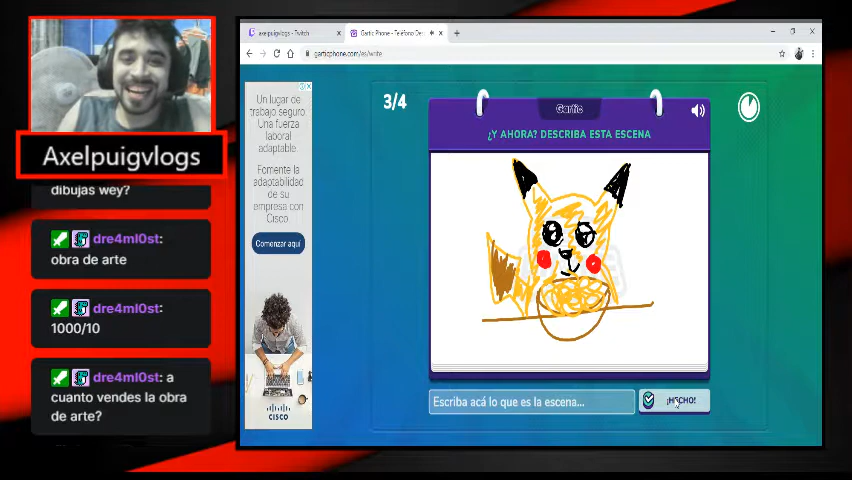 Axelpuigvlogs
dibujas wey?
dre4ml0st:
obra de arte
dre4ml0st:
1000/10
dre4ml0st: a
cuanto vendes la obra
de arte?
axelpuigvlogs - Twitch
Gartic Phone - Teléfono De
garticphone.com/es/write
Un lugar de
trabajo seguro.
Una fuerza
laboral
adaptable.
Fomente la
adaptabilidad
de su
empresa con
Cisco.
Comenzar aquí
CISCO
3/4
Gartic
¿Y AHORA? DESCRIBA ESTA ESCENA
Escriba acá lo que es la escena...
¡HECHO!